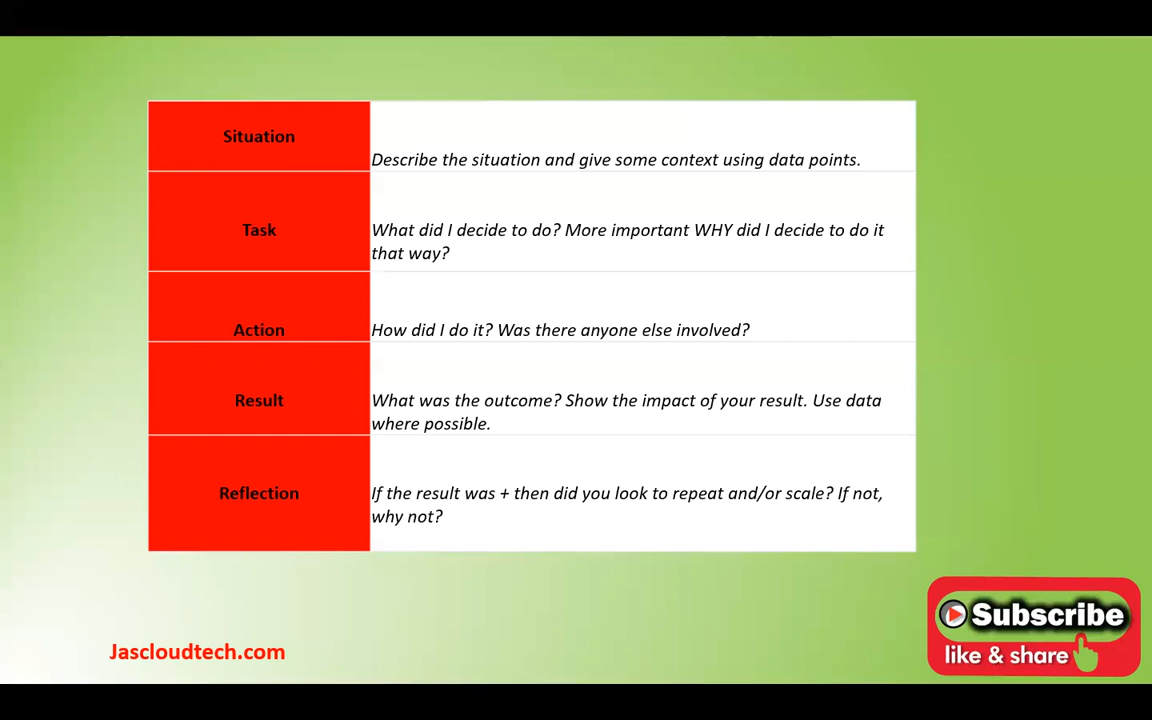 Situation
Describe the situation and give some context using data points.
Task
What did I decide to do? More important WHY did I decide to do it
that way?
Action
How did I do it? Was there anyone else involved?
Result
What was the outcome? Show the impact of your result. Use data
where possible.
Reflection
If the result was + then did you look to repeat and/or scale? If not,
why not?
Subscribe
like & share
Jascloudtech.com